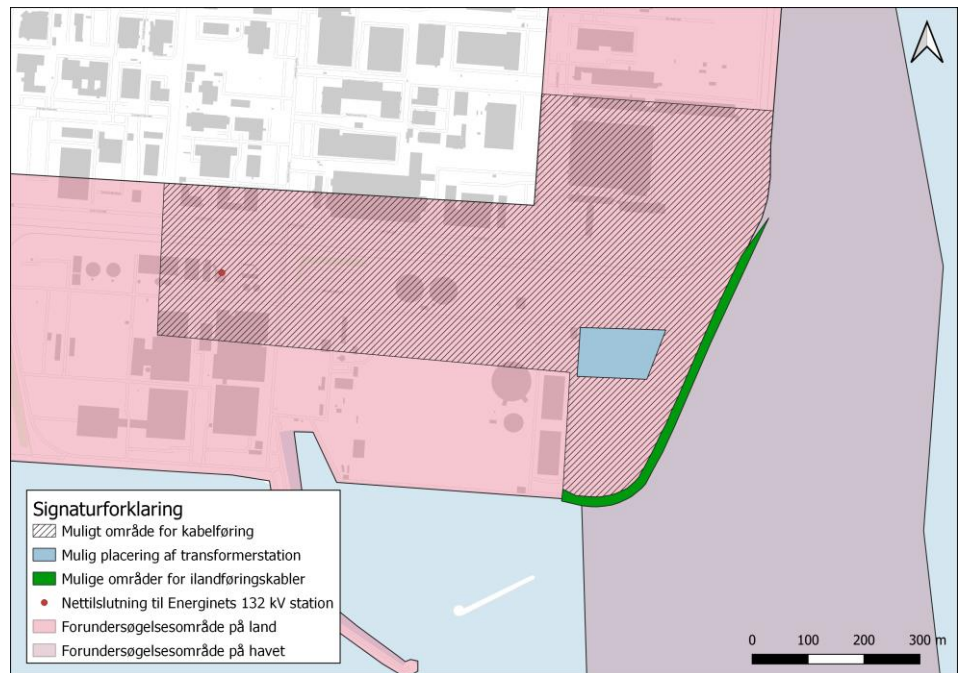 Signaturforklaring
Muligt område for kabelføring
Mulig placering af transformerstation
Mulige områder for ilandføringskabler
Nettilslutning til Energinets 132 kV station
Forundersøgelsesområde på land
Forundersøgelsesområde på havet
0 100 200 300 m